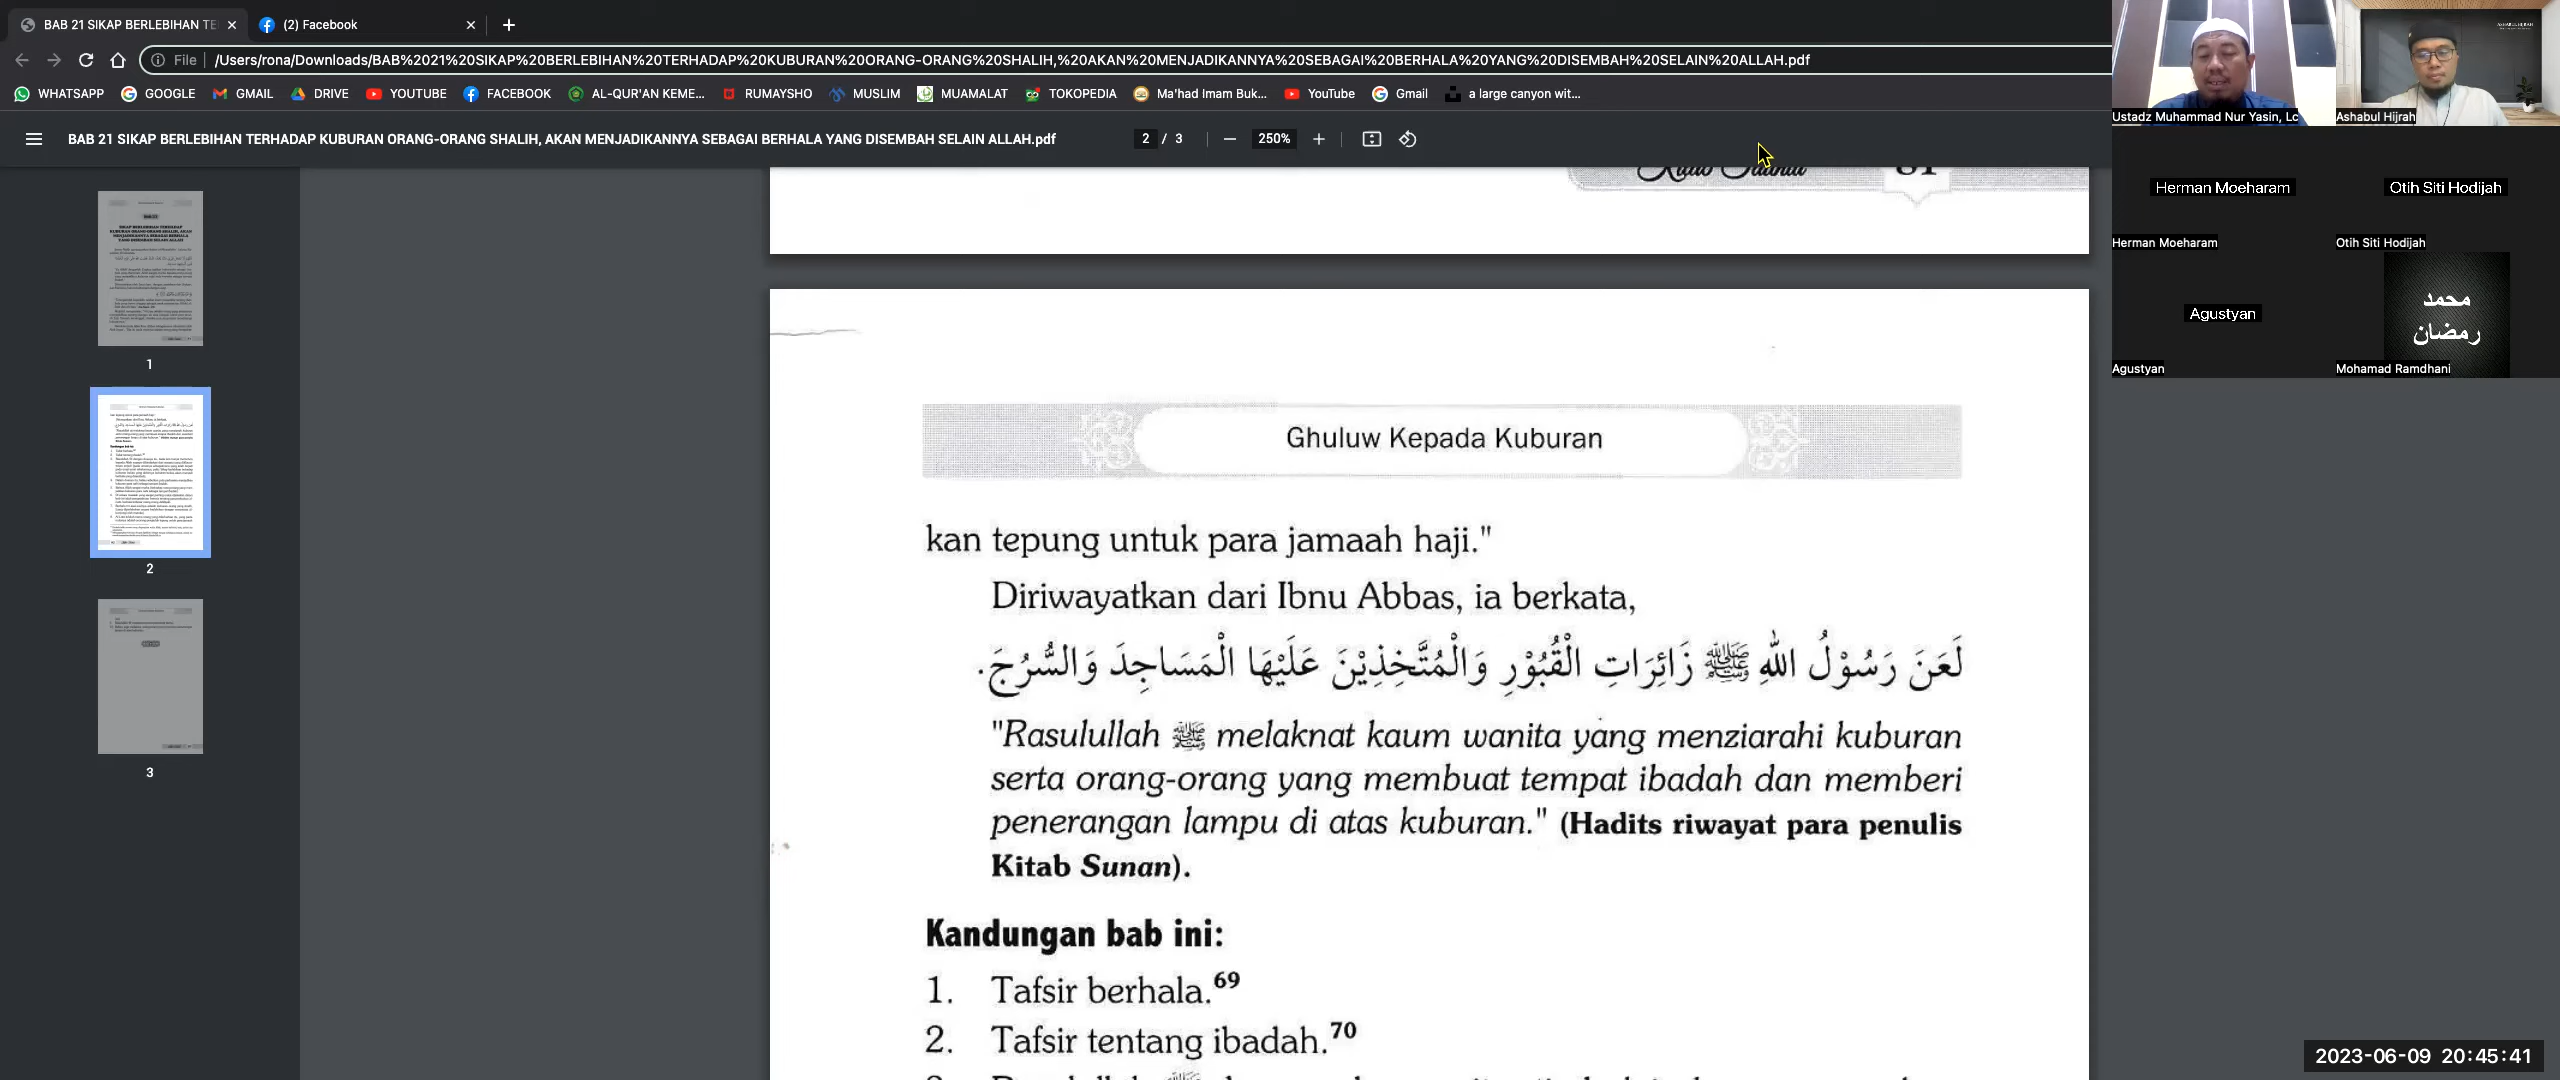 BAB 21 SIKAP BERLEBIHAN TE
(2) Facebook
File
/Users/rona/Downloads/BAB%2021%20SIKAP%20BERLEBIHAN%20TERHADAP%20KUBURAN%20ORANG-ORANG%20SHALIH,%20AKAN%20MENJADIKANNYA%20SEBAGAI%20BERHALA%20YANG%20DISEMBAH%20SELAIN%20ALLAH.pdf
WHATSAPP GOOGLE GMAIL DRIVE YOUTUBE FACEBOOK AL-QUR'AN KEME... RUMAYSHO MUSLIM MUAMALAT TOKOPEDIA Ma'had Imam Buk... YouTube Gmail a large canyon wit...
BAB 21 SIKAP BERLEBIHAN TERHADAP KUBURAN ORANG-ORANG SHALIH, AKAN MENJADIKANNYA SEBAGAI BERHALA YANG DISEMBAH SELAIN ALLAH.pdf
2 / 3
250%
1
2
3
Ghuluw Kepada Kuburan
kan tepung untuk para jamaah haji."
Diriwayatkan dari Ibnu Abbas, ia berkata,
لَعَنَ رَسُوْلُ اللهِ ﷺ زَائِرَاتِ الْقُبُوْرِ وَالْمُتَّخِذِيْنَ عَلَيْهَا الْمَسَاجِدَ وَالسُّرُجَ.
"Rasulullah ﷺ melaknat kaum wanita yang menziarahi kuburan
serta orang-orang yang membuat tempat ibadah dan memberi
penerangan lampu di atas kuburan." (Hadits riwayat para penulis
Kitab Sunan).
Kandungan bab ini:
1. Tafsir berhala.69
2. Tafsir tentang ibadah.70
Ustadz Muhammad Nur Yasin, Lc
Ashabul Hijrah
Herman Moeharam
Otih Siti Hodijah
Herman Moeharam
Otih Siti Hodijah
Agustyan
محمد
رمضان
Agustyan
Mohamad Ramdhani
2023-06-09 20:45:41